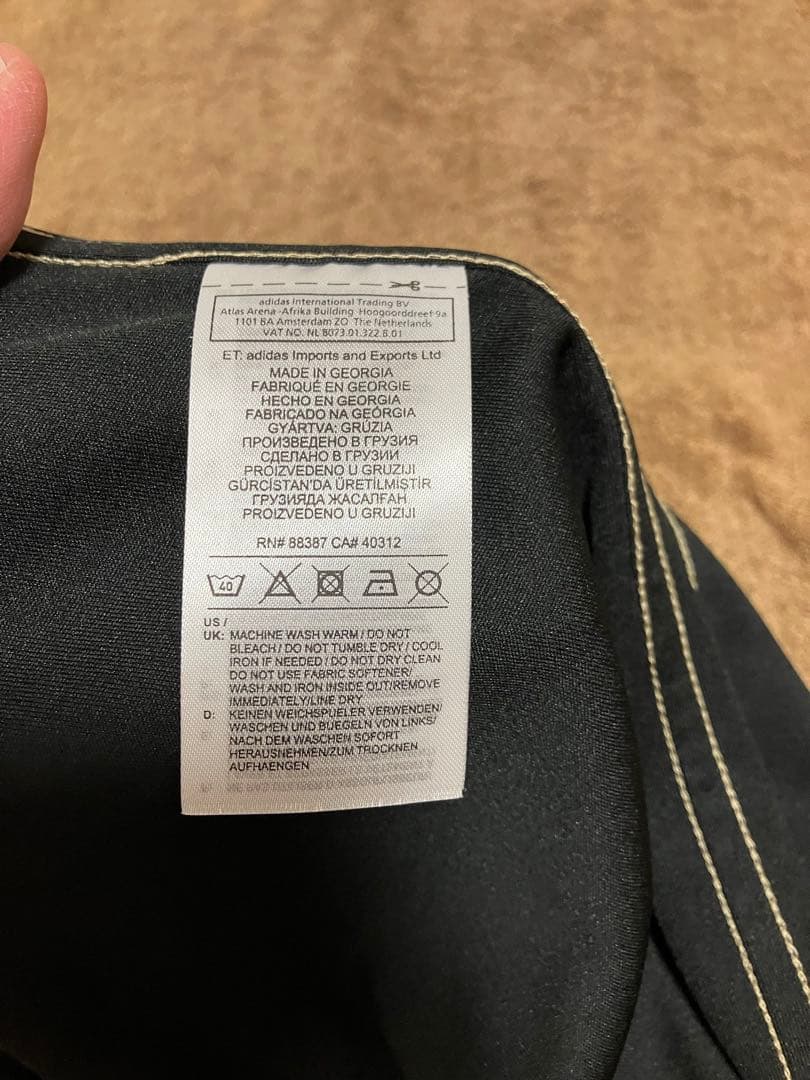 adidas International Trading BV
Atlas Arena -Afrika Building Hoogoorddreef 9a
1101 BA Amsterdam ZO The Netherlands
VAT NO. NL 8073.01.322.B.01
ET: adidas Imports and Exports Ltd
MADE IN GEORGIA
FABRIQUÉ EN GEORGIE
HECHO EN GEORGIA
FABRICADO NA GEÓRGIA
GYÁRTVA: GRÚZIA
ПРОИЗВЕДЕНО В ГРУЗИЯ
СДЕЛАНО В ГРУЗИИ
PROIZVEDENO U GRUZIJI
GÜRCİSTAN'DA ÜRETİLMİŞTİR
ГРУЗИЯДА ЖАСАЛҒАН
PROIZVEDENO U GRUZIJI
RN# 88387 CA# 40312
40
US /
UK: MACHINE WASH WARM / DO NOT
BLEACH / DO NOT TUMBLE DRY / COOL
IRON IF NEEDED / DO NOT DRY CLEAN
DO NOT USE FABRIC SOFTENER/
WASH AND IRON INSIDE OUT/REMOVE
IMMEDIATELY/LINE DRY
D: KEINEN WEICHSPUELER VERWENDEN/
WASCHEN UND BUEGELN VON LINKS/
NACH DEM WASCHEN SOFORT
HERAUSNEHMEN/ZUM TROCKNEN
AUFHAENGEN